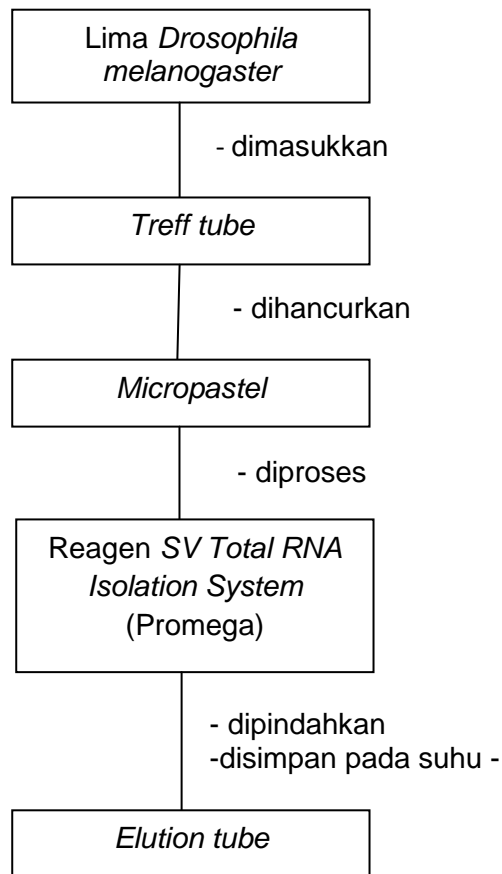 Lima Drosophila
melanogaster
- dimasukkan
Treff tube
- dihancurkan
Micropastel
- diproses
Reagen SV Total RNA
Isolation System
(Promega)
- dipindahkan
-disimpan pada suhu -
Elution tube